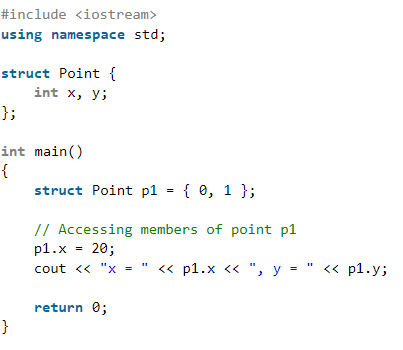 #include <iostream>
using namespace std;

struct Point {
    int x, y;
};

int main()
{
    struct Point p1 = { 0, 1 };

    // Accessing members of point p1
    p1.x = 20;
    cout << "x = " << p1.x << ", y = " << p1.y;

    return 0;
}